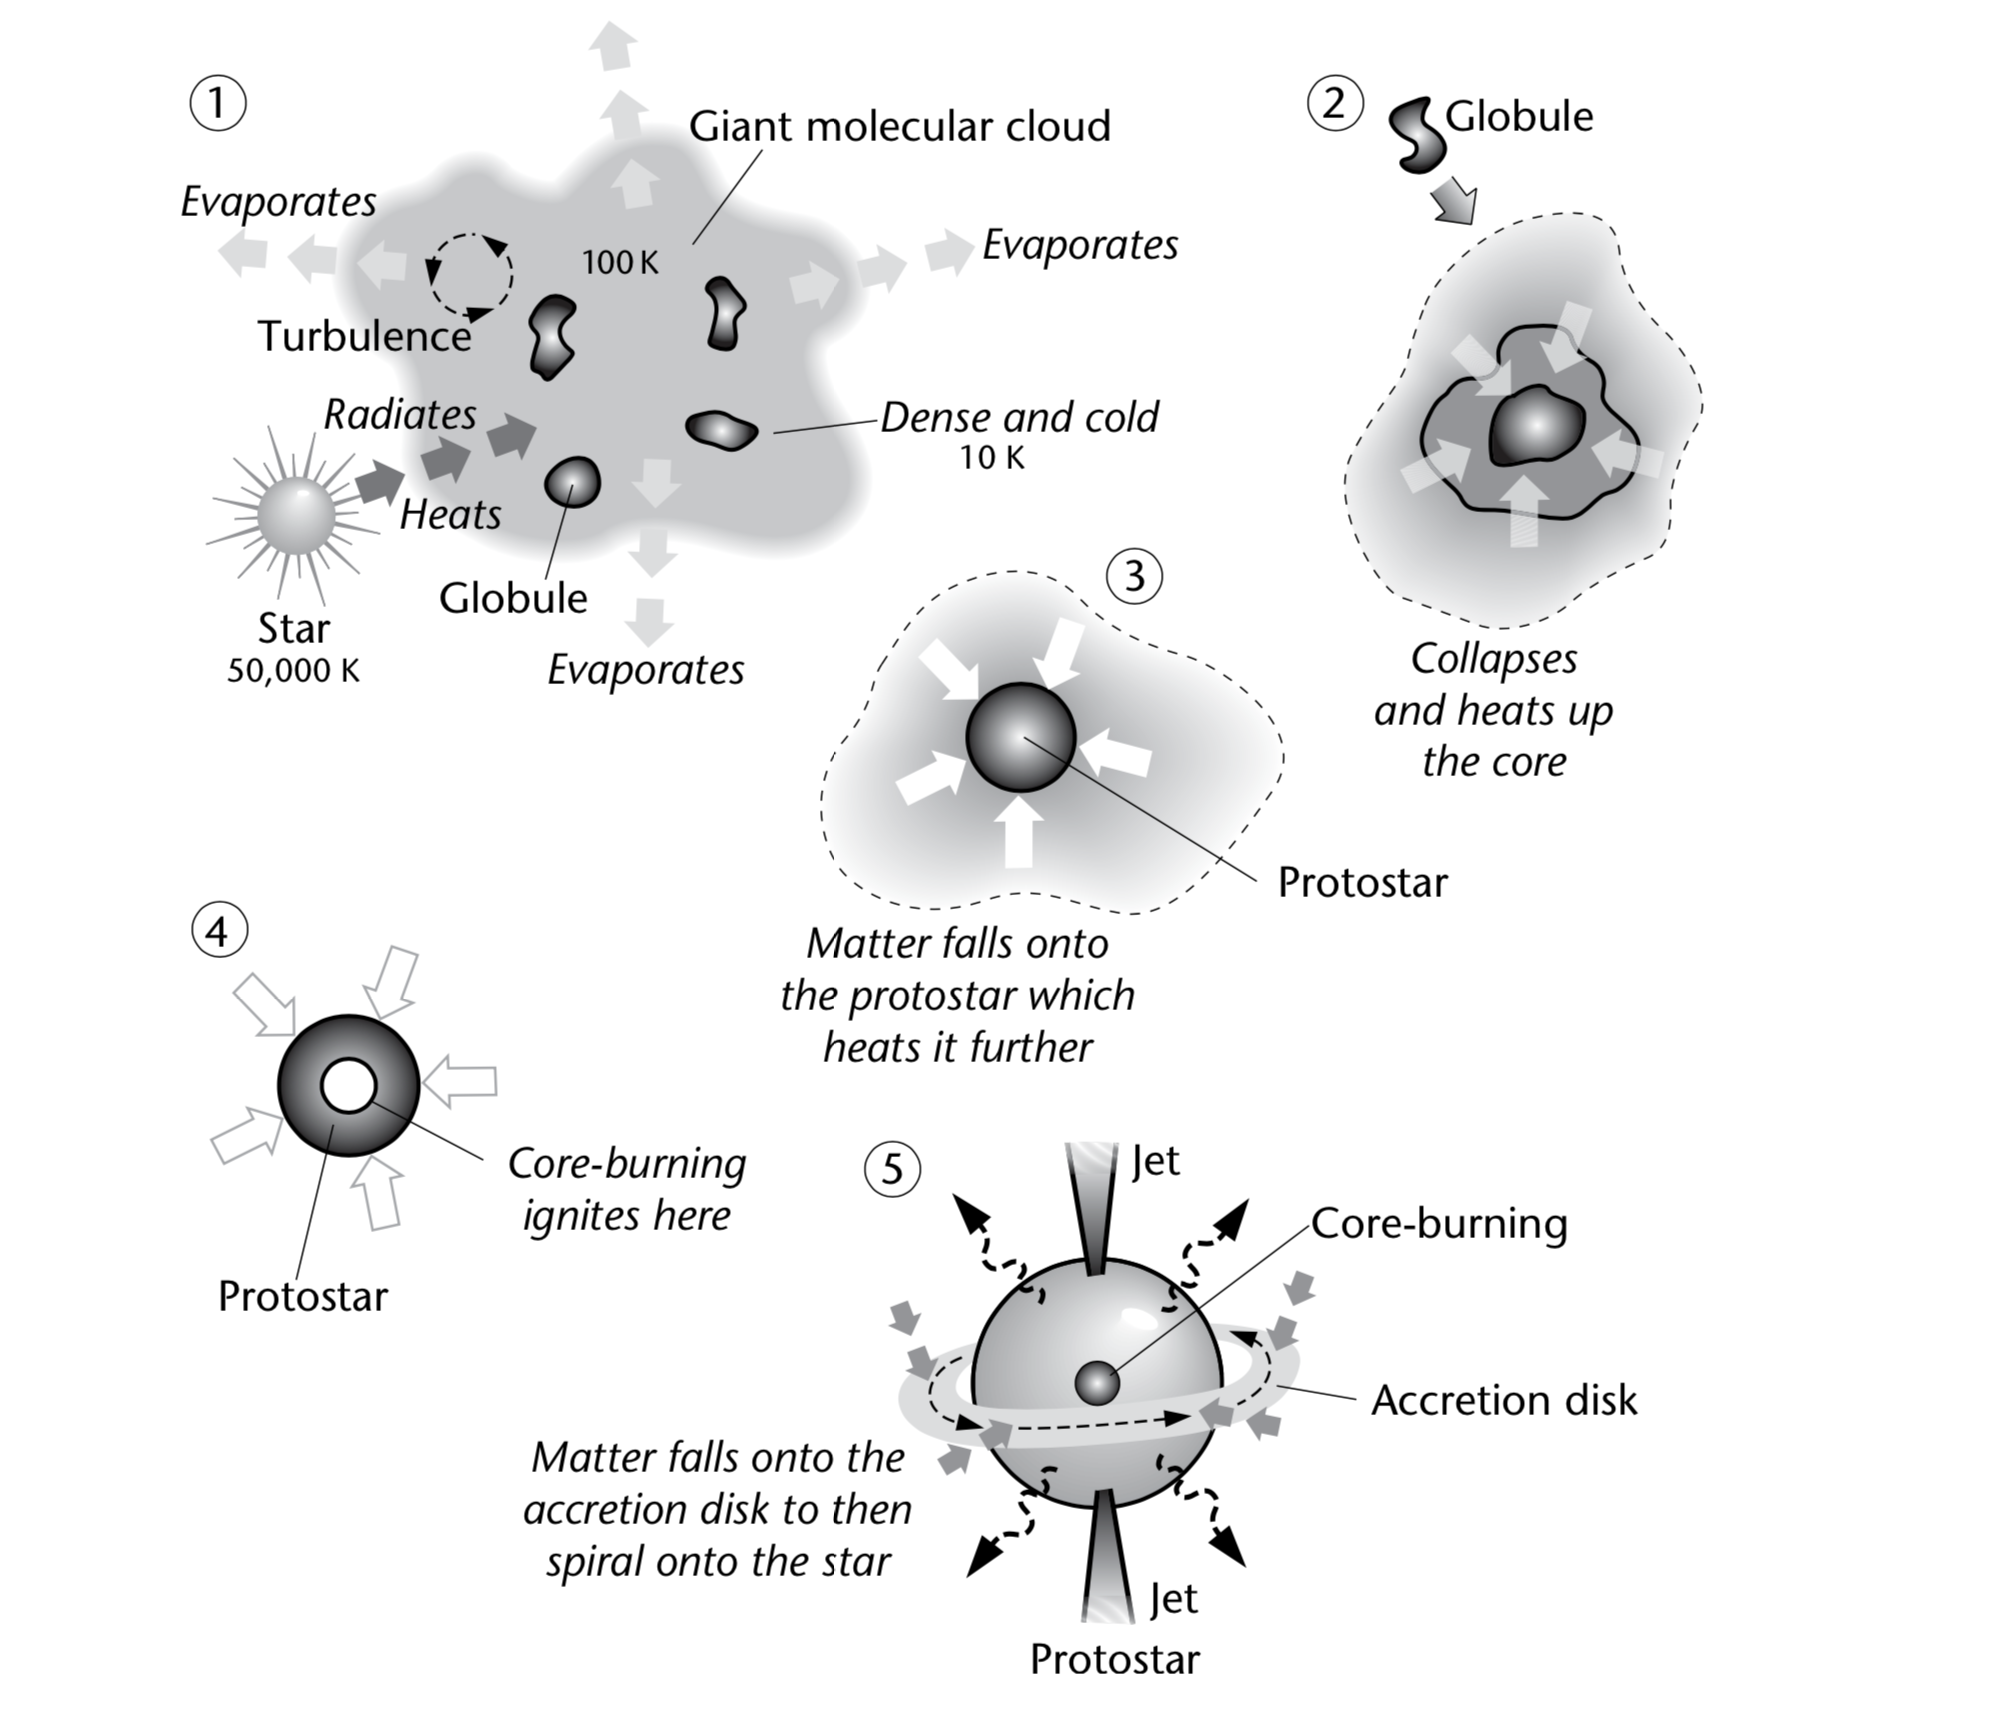 1
Giant molecular cloud
Evaporates
100 K
Evaporates
Turbulence
Radiates
Dense and cold
10 K
Heats
Globule
Star
50,000 K
Evaporates
2
Globule
Collapses
and heats up
the core
3
Protostar
Matter falls onto
the protostar which
heats it further
4
Core-burning
ignites here
Protostar
5
Jet
Core-burning
Accretion disk
Matter falls onto the
accretion disk to then
spiral onto the star
Jet
Protostar